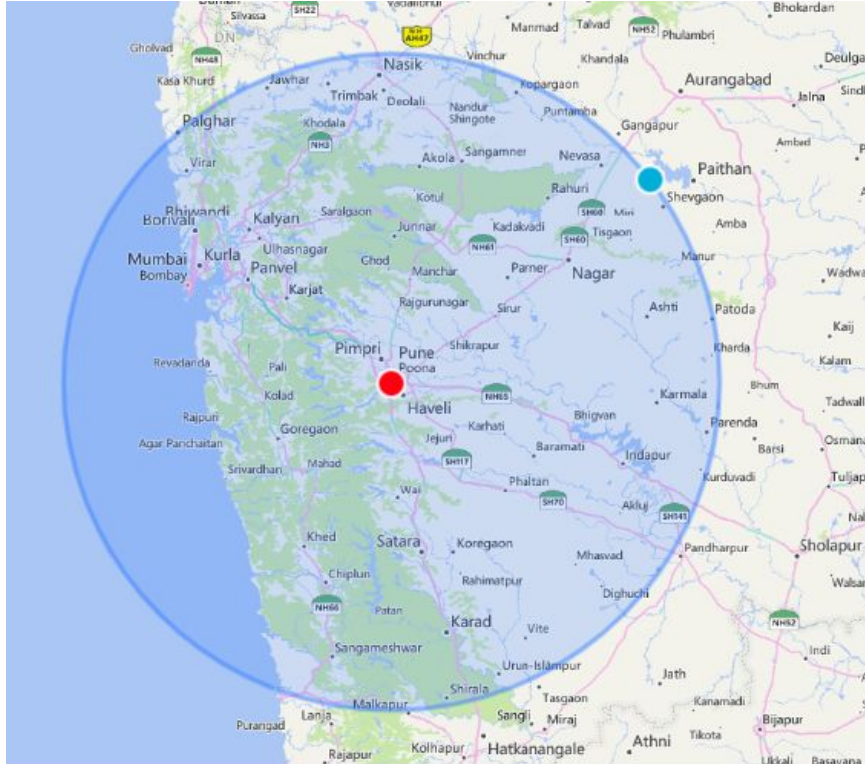 Daman
Vadaliбhoi
Bhokardan
SH22
Silvassa
NH
AH47
Manmad
Talvad
NH52
Phulambri
DN
Gholvad
NH48
Vinchur
Khandala
Deulga
Nasik
Kasa Khurd
Jawhar
Trimbak
Deolali
Kopargaon
Aurangabad
Sindh
Jalna
Nandur
Shingote
Puntamba
Palghar
Khodala
Gangapur
NH3
Ambad
Virar
Akola
Sangamner
Nevasa
Paithan
Kotul
Rahuri
Shevgaon
Bhiwandi
Borivali
Kalyan
Saralgaon
Junnar
Kadakvadi
SH60
Miri
Tisgaon
Amba
Ulhasnagar
NH61
SH60
Mumbai
Bombay
Kurla
Panvel
Ghod
Manchar
Parner
Nagar
Manur
Wadwa
Karjat
Rajgurunagar
Sirur
Ashti
Patoda
Kaij
Revadanda
Pimpri
Pune
Poona
Shikrapur
Kharda
Kalam
Pali
Kolad
Haveli
NH65
Karmala
Bhum
Tadwall
Rajpuri
Goregaon
Karhati
Bhigvan
Parenda
Agar Panchaitan
Jejuri
Baramati
Barsi
Osmana
Srivardhan
Mahad
SH117
Indapur
Kurduvadi
Tuljap
Wai
Phaltan
SH70
Akluj
SH141
Nal
Khed
Satara
Koregaon
Mhasvad
Pandharpur
Sholapur
Chiplun
Rahimatpur
Dighuchi
Walsan
NH66
Patan
Karad
Vite
NH52
Sangameshwar
Urun-Islampur
Indi
Shirala
Jath
Malkapur
Tasgaon
Kanamadi
Purangad
Lanja
Sangli
Miraj
Tikota
Bijapur
Rajapur
Kolhapur
Hatkanangale
Athni
Ukkali
Basavana